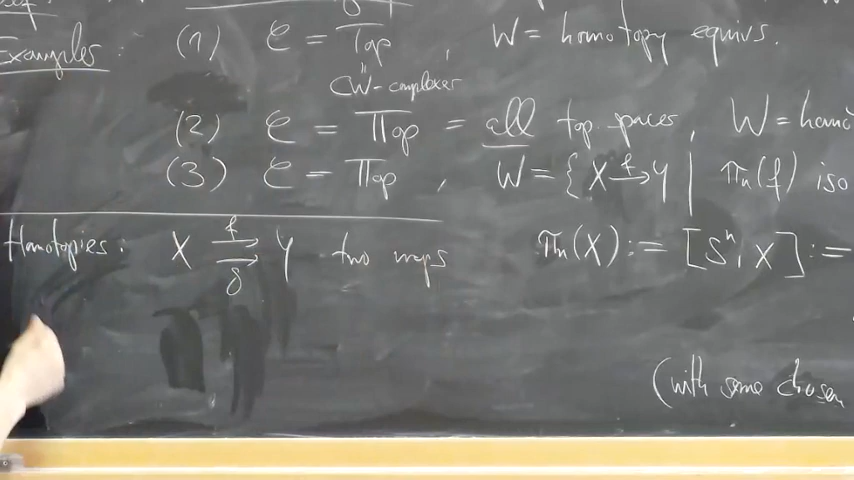 Examples: (1) C = Top, W = homotopy equivs.
CW-complexes
(2) C = Top = all top. spaces, W = homo
(3) C = Top, W = { X →f Y | πn(f) iso
Homotopies: X ⇉ Y two maps πn(X) := [Sⁿ, X] :=
f
g
(with some chosen